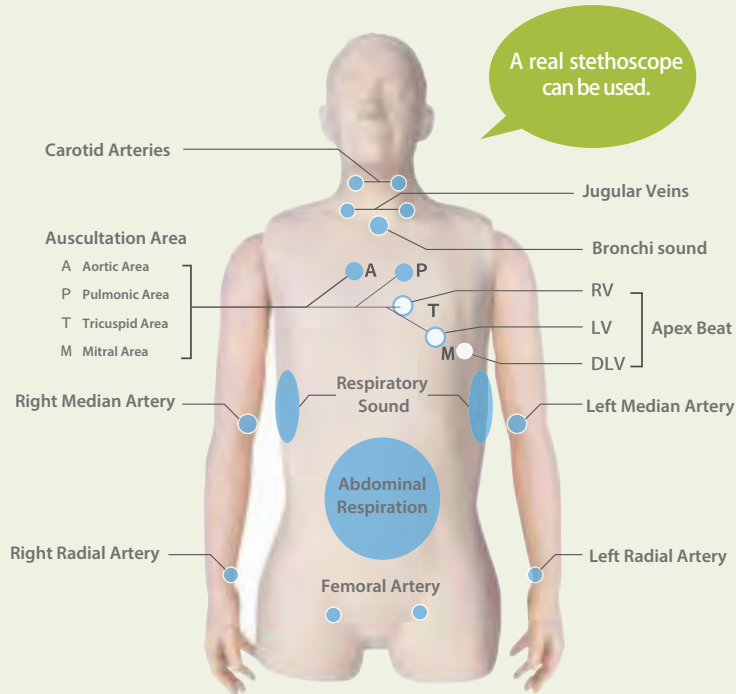 A real stethoscope
can be used.
Carotid Arteries
Jugular Veins
Auscultation Area
A Aortic Area
P Pulmonic Area
T Tricuspid Area
M Mitral Area
Bronchi sound
A
P
T
M
RV
LV
DLV
Apex Beat
Respiratory
Sound
Right Median Artery
Left Median Artery
Abdominal
Respiration
Right Radial Artery
Left Radial Artery
Femoral Artery